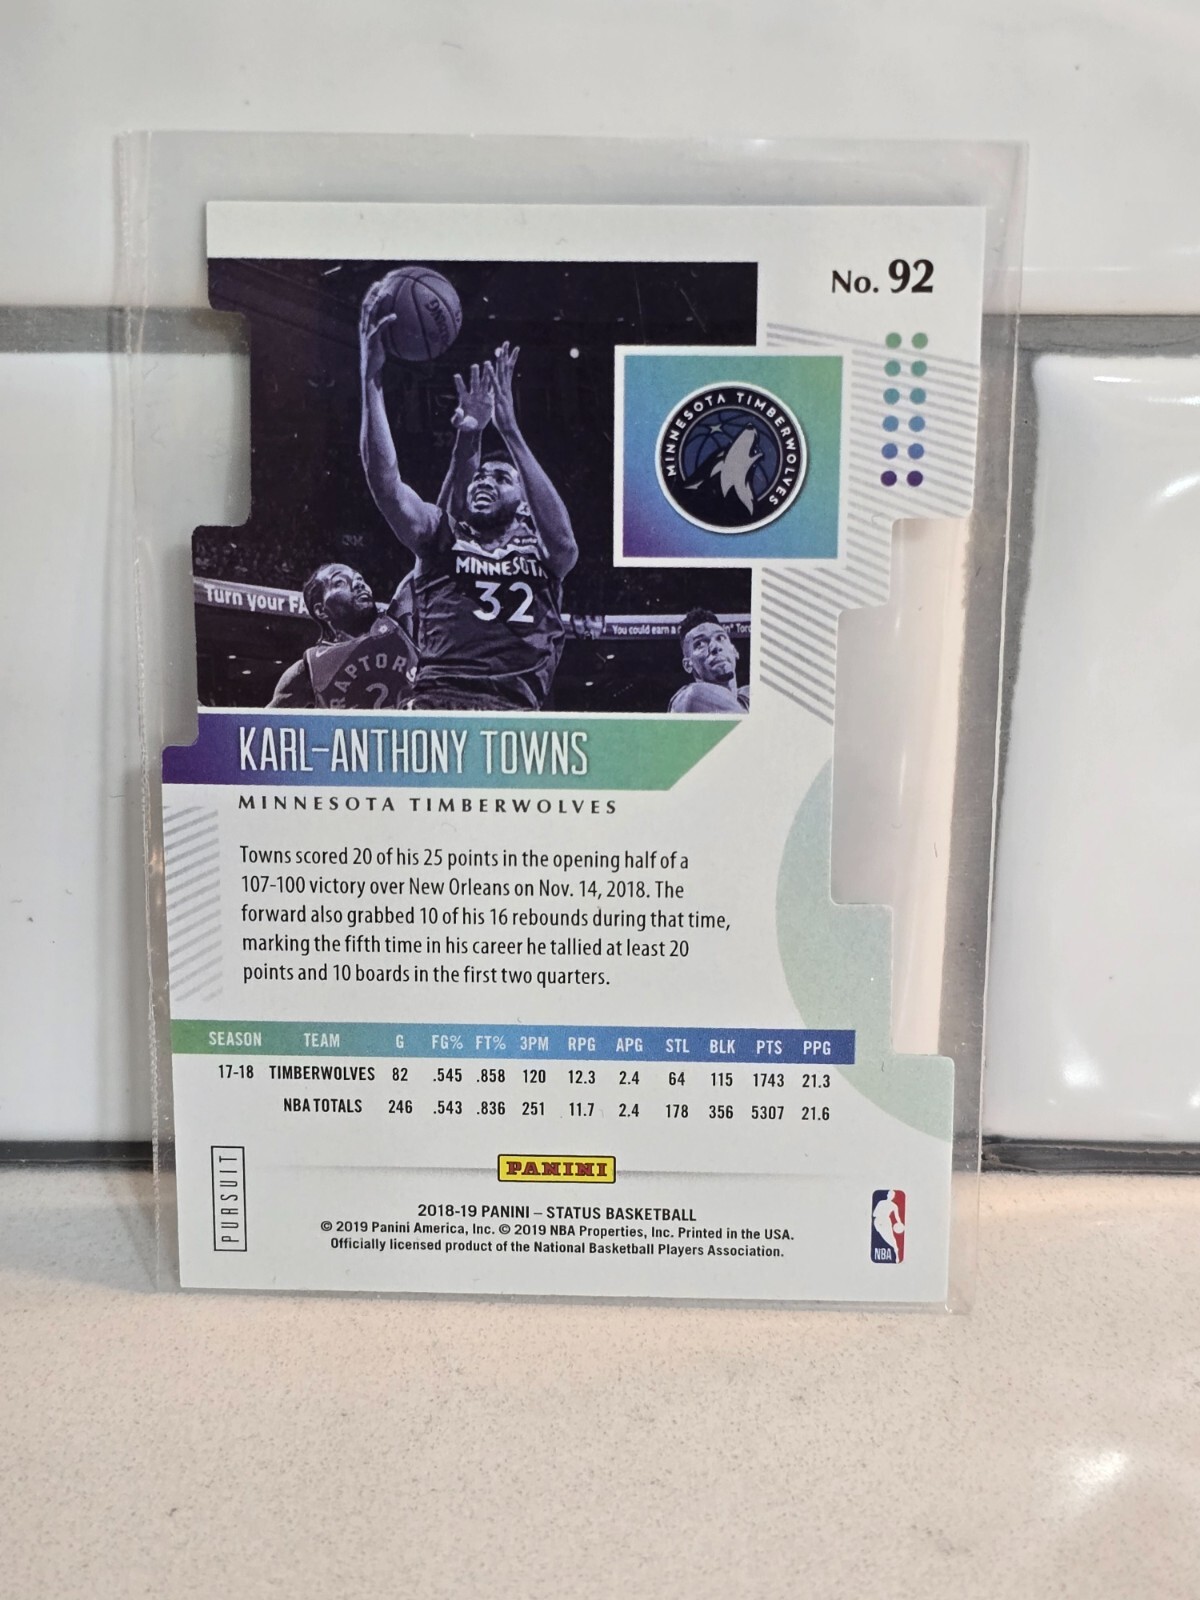 No. 92
MINNESOTA TIMBERWOLVES
MINNESOTA
32
Turn your FA
You could earn a
RAPTORS
2
KARL-ANTHONY TOWNS
MINNESOTA TIMBERWOLVES
Towns scored 20 of his 25 points in the opening half of a
107-100 victory over New Orleans on Nov. 14, 2018. The
forward also grabbed 10 of his 16 rebounds during that time,
marking the fifth time in his career he tallied at least 20
points and 10 boards in the first two quarters.
SEASON TEAM G FG% FT% 3PM RPG APG STL BLK PTS PPG
17-18 TIMBERWOLVES 82 .545 .858 120 12.3 2.4 64 115 1743 21.3
NBA TOTALS 246 .543 .836 251 11.7 2.4 178 356 5307 21.6
PURSUIT
PANINI
2018-19 PANINI – STATUS BASKETBALL
© 2019 Panini America, Inc. © 2019 NBA Properties, Inc. Printed in the USA.
Officially licensed product of the National Basketball Players Association.
NBA